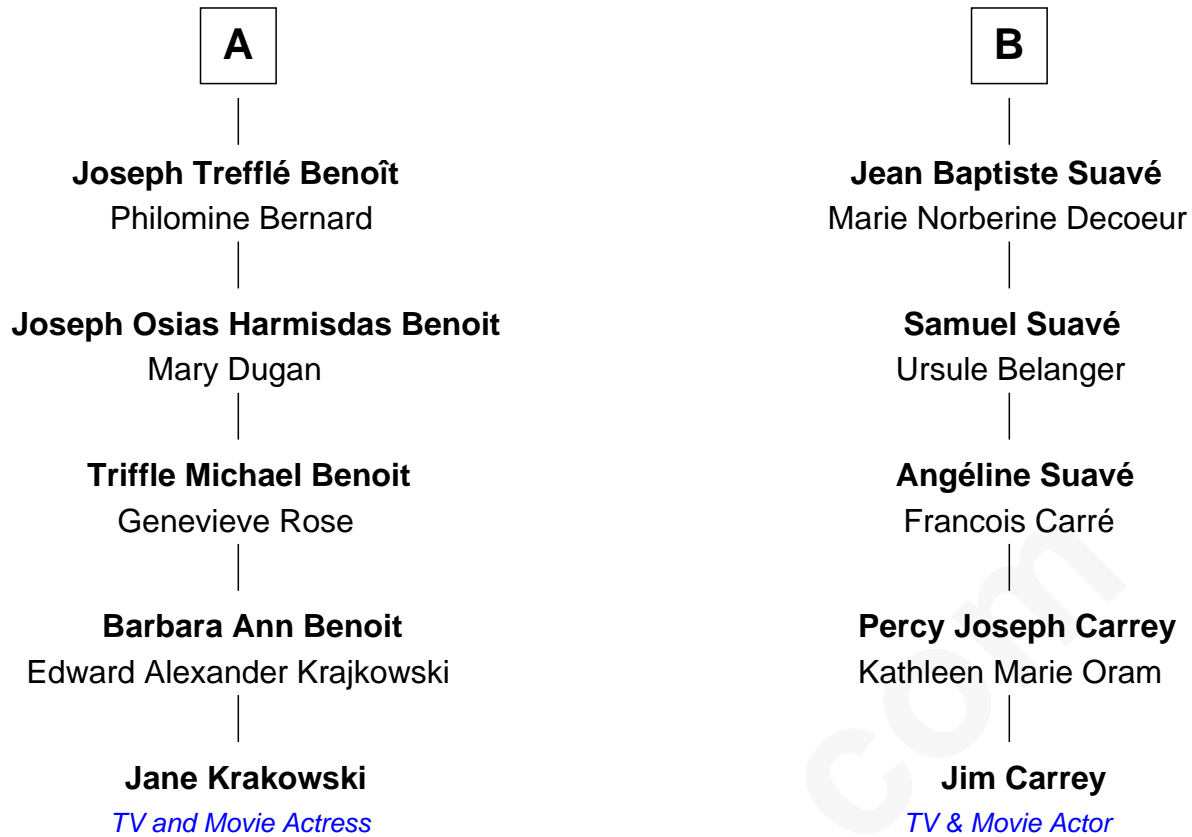 A
Joseph Trefflé Benoît
Philomine Bernard
Joseph Osias Harmisdas Benoit
Mary Dugan
Triffle Michael Benoit
Genevieve Rose
Barbara Ann Benoit
Edward Alexander Krajkowski
Jane Krakowski
TV and Movie Actress
B
Jean Baptiste Suavé
Marie Norberine Decoeur
Samuel Suavé
Ursule Belanger
Angéline Suavé
Francois Carré
Percy Joseph Carrey
Kathleen Marie Oram
Jim Carrey
TV & Movie Actor
com